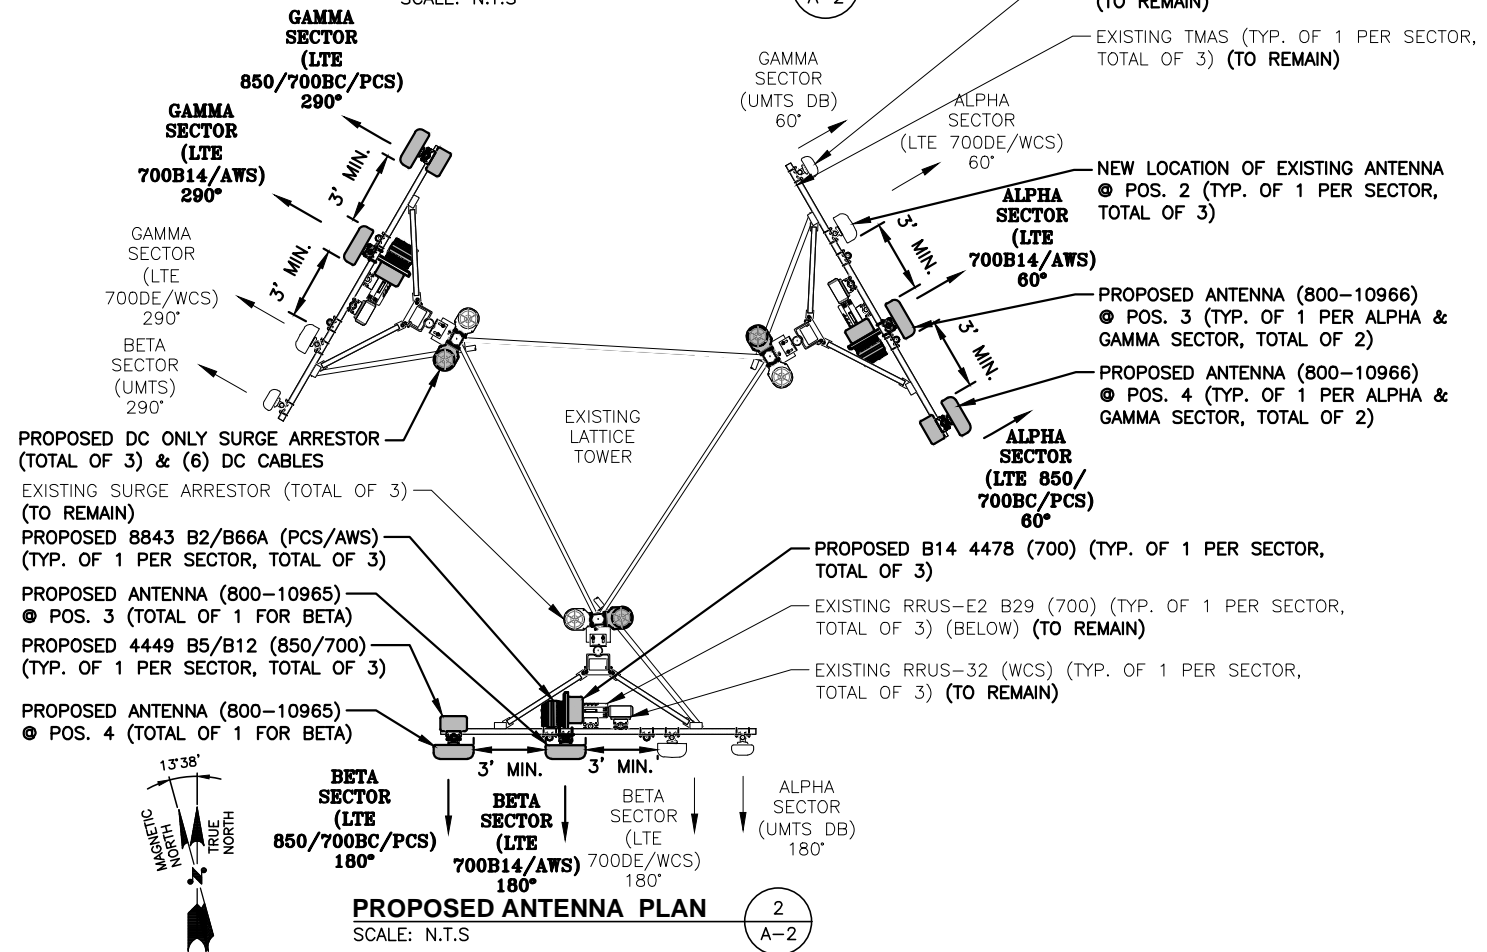 SCALE: N.T.S
A-2
(TO REMAIN)
EXISTING TMAS (TYP. OF 1 PER SECTOR,
TOTAL OF 3) (TO REMAIN)
GAMMA
SECTOR
(LTE
850/700BC/PCS)
290°
GAMMA
SECTOR
(LTE
700B14/AWS)
290°
GAMMA
SECTOR
(LTE
700DE/WCS)
290°
BETA
SECTOR
(UMTS)
290°
3' MIN.
3' MIN.
GAMMA
SECTOR
(UMTS DB)
60°
ALPHA
SECTOR
(LTE 700DE/WCS)
60°
NEW LOCATION OF EXISTING ANTENNA
@ POS. 2 (TYP. OF 1 PER SECTOR,
TOTAL OF 3)
ALPHA
SECTOR
(LTE
700B14/AWS)
60°
3' MIN.
3' MIN.
PROPOSED ANTENNA (800-10966)
@ POS. 3 (TYP. OF 1 PER ALPHA &
GAMMA SECTOR, TOTAL OF 2)
PROPOSED ANTENNA (800-10966)
@ POS. 4 (TYP. OF 1 PER ALPHA &
GAMMA SECTOR, TOTAL OF 2)
ALPHA
SECTOR
(LTE 850/
700BC/PCS)
60°
EXISTING
LATTICE
TOWER
PROPOSED DC ONLY SURGE ARRESTOR
(TOTAL OF 3) & (6) DC CABLES
EXISTING SURGE ARRESTOR (TOTAL OF 3)
(TO REMAIN)
PROPOSED 8843 B2/B66A (PCS/AWS)
(TYP. OF 1 PER SECTOR, TOTAL OF 3)
PROPOSED ANTENNA (800-10965)
@ POS. 3 (TOTAL OF 1 FOR BETA)
PROPOSED 4449 B5/B12 (850/700)
(TYP. OF 1 PER SECTOR, TOTAL OF 3)
PROPOSED ANTENNA (800-10965)
@ POS. 4 (TOTAL OF 1 FOR BETA)
PROPOSED B14 4478 (700) (TYP. OF 1 PER SECTOR,
TOTAL OF 3)
EXISTING RRUS-E2 B29 (700) (TYP. OF 1 PER SECTOR,
TOTAL OF 3) (BELOW) (TO REMAIN)
EXISTING RRUS-32 (WCS) (TYP. OF 1 PER SECTOR,
TOTAL OF 3) (TO REMAIN)
3' MIN.
3' MIN.
BETA
SECTOR
(LTE
850/700BC/PCS)
180°
BETA
SECTOR
(LTE
700B14/AWS)
180°
BETA
SECTOR
(LTE
700DE/WCS)
180°
ALPHA
SECTOR
(UMTS DB)
180°
13°38'
MAGNETIC
NORTH
TRUE
NORTH
N
PROPOSED ANTENNA PLAN
SCALE: N.T.S
2
A-2